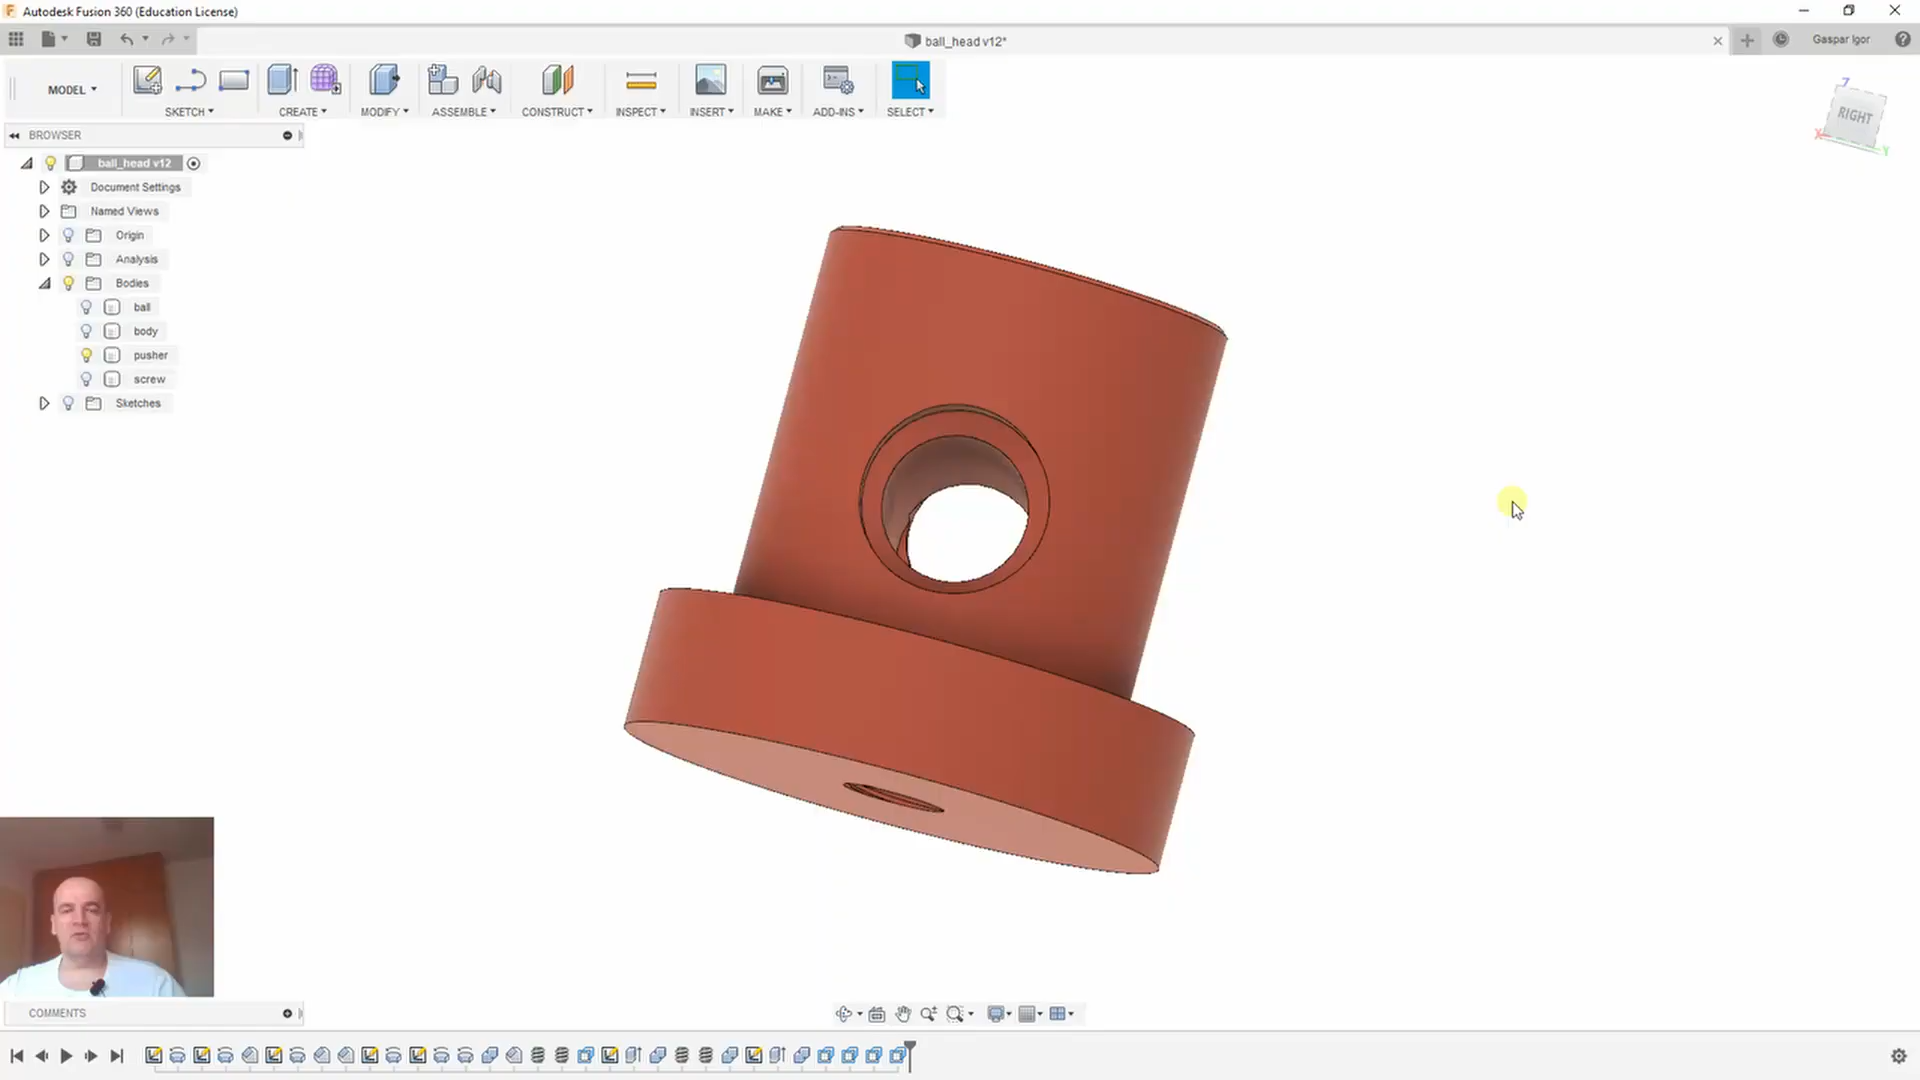 Autodesk Fusion 360 (Education License)
ball_head v12*
Gaspar Igor
MODEL
SKETCH
CREATE
MODIFY
ASSEMBLE
CONSTRUCT
INSPECT
INSERT
MAKE
ADD-INS
SELECT
Z
RIGHT
X
Y
BROWSER
ball_head v12
Document Settings
Named Views
Origin
Analysis
Bodies
ball
body
pusher
screw
Sketches
COMMENTS